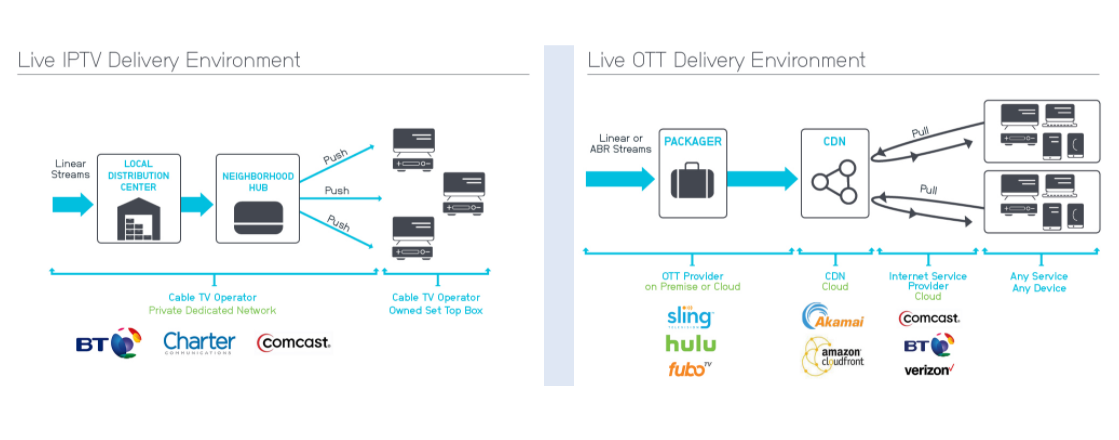 Live IPTV Delivery Environment
Linear
Streams
LOCAL
DISTRIBUTION
CENTER
NEIGHBORHOOD
HUB
Push
Push
Push
Cable TV Operator
Private Dedicated Network
Cable TV Operator
Owned Set Top Box
BT
Charter
COMMUNICATIONS
COMCAST.
Live OTT Delivery Environment
Linear or
ABR Streams
PACKAGER
CDN
Pull
Pull
OTT Provider
on Premise or Cloud
CDN
Cloud
Internet Service
Provider
Cloud
Any Service
Any Device
sling
TELEVISION
hulu
fuboTV
Akamai
amazon
cloudfront
COMCAST.
BT
verizon